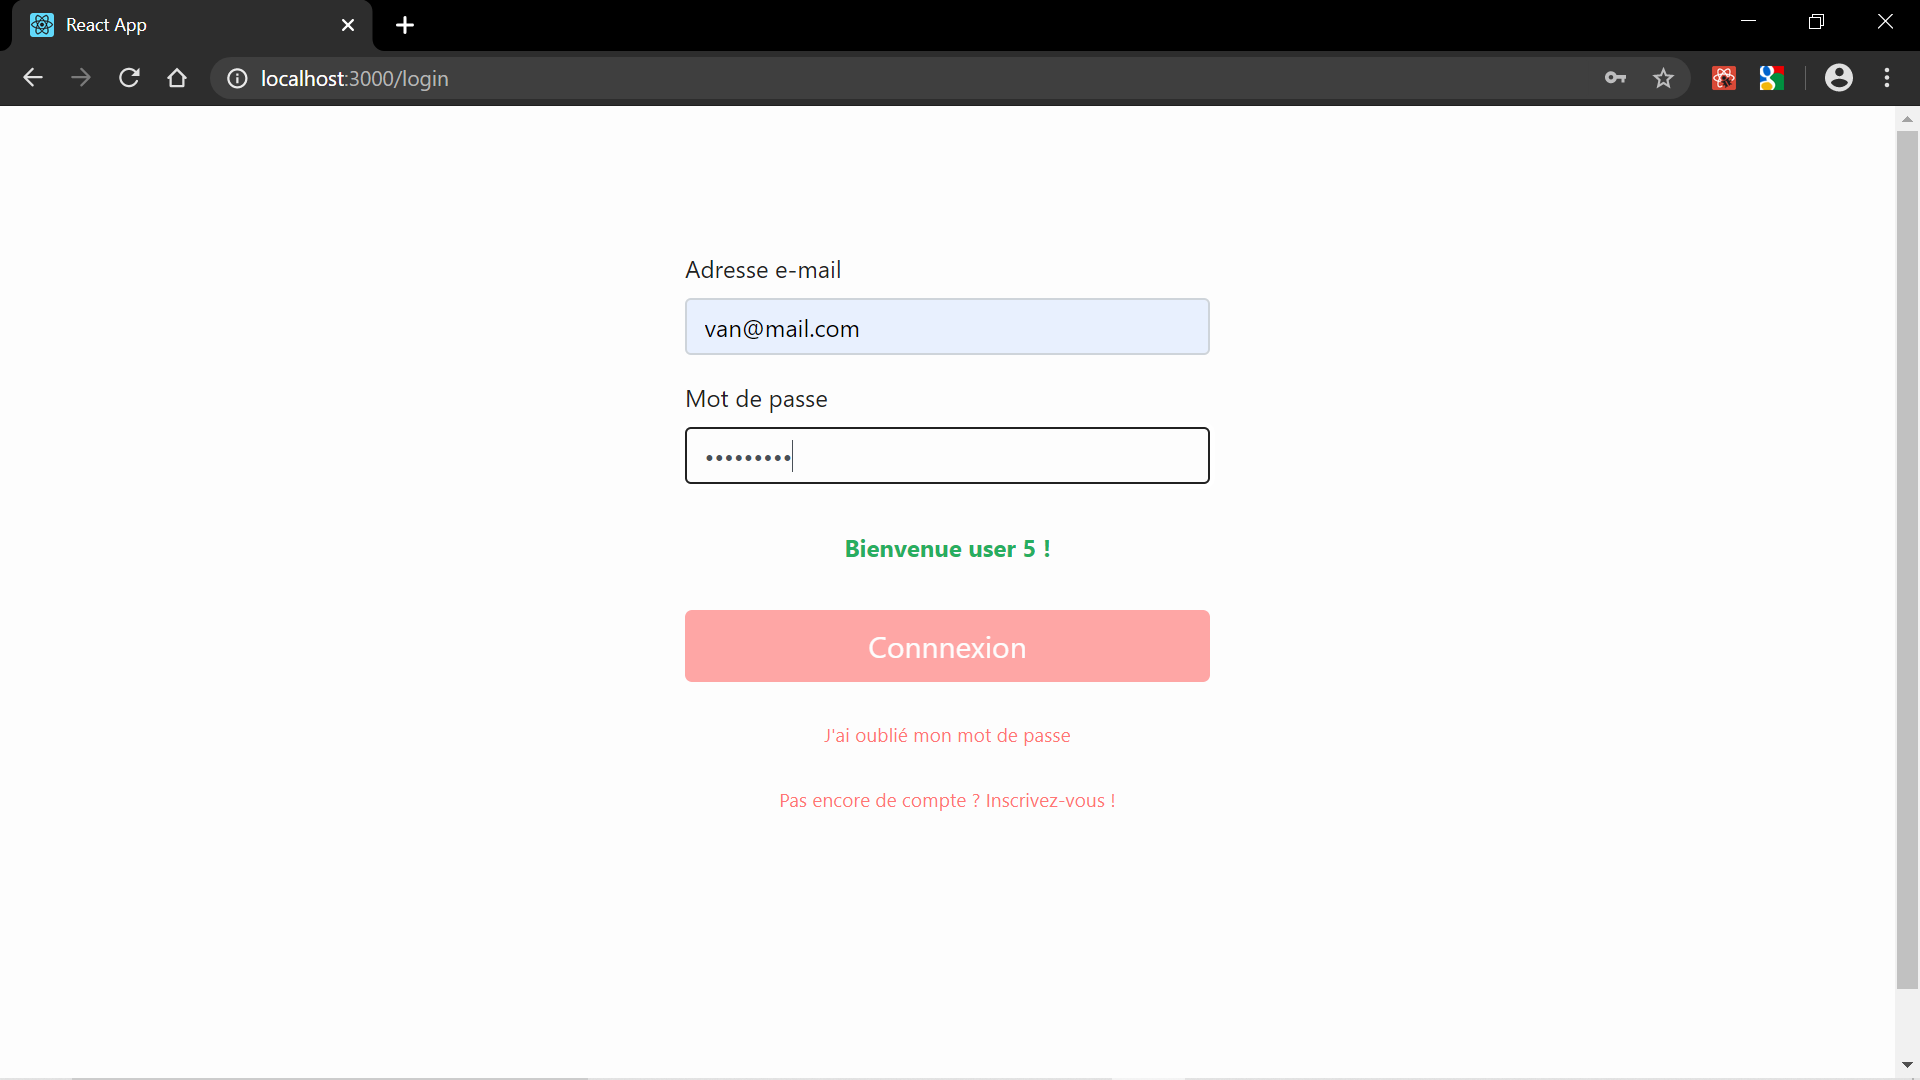 React App
localhost:3000/login
Adresse e-mail
van@mail.com
Mot de passe
•••••••••
Bienvenue user 5 !
Connnexion
J'ai oublié mon mot de passe
Pas encore de compte ? Inscrivez-vous !